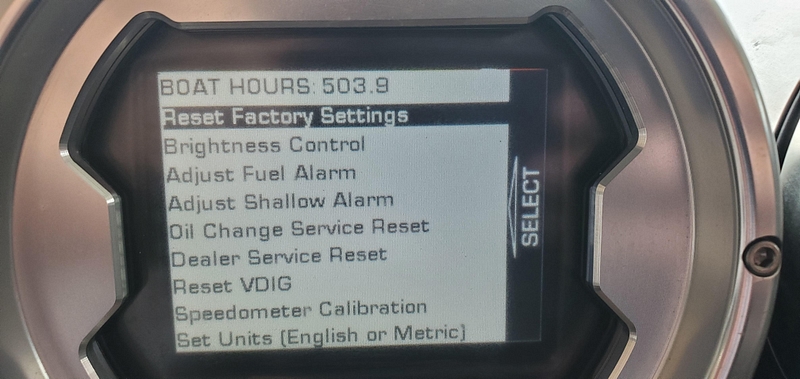 BOAT HOURS: 503.9
Reset Factory Settings
Brightness Control
Adjust Fuel Alarm
Adjust Shallow Alarm
Oil Change Service Reset
Dealer Service Reset
Reset VDIG
Speedometer Calibration
Set Units (English or Metric)
SELECT